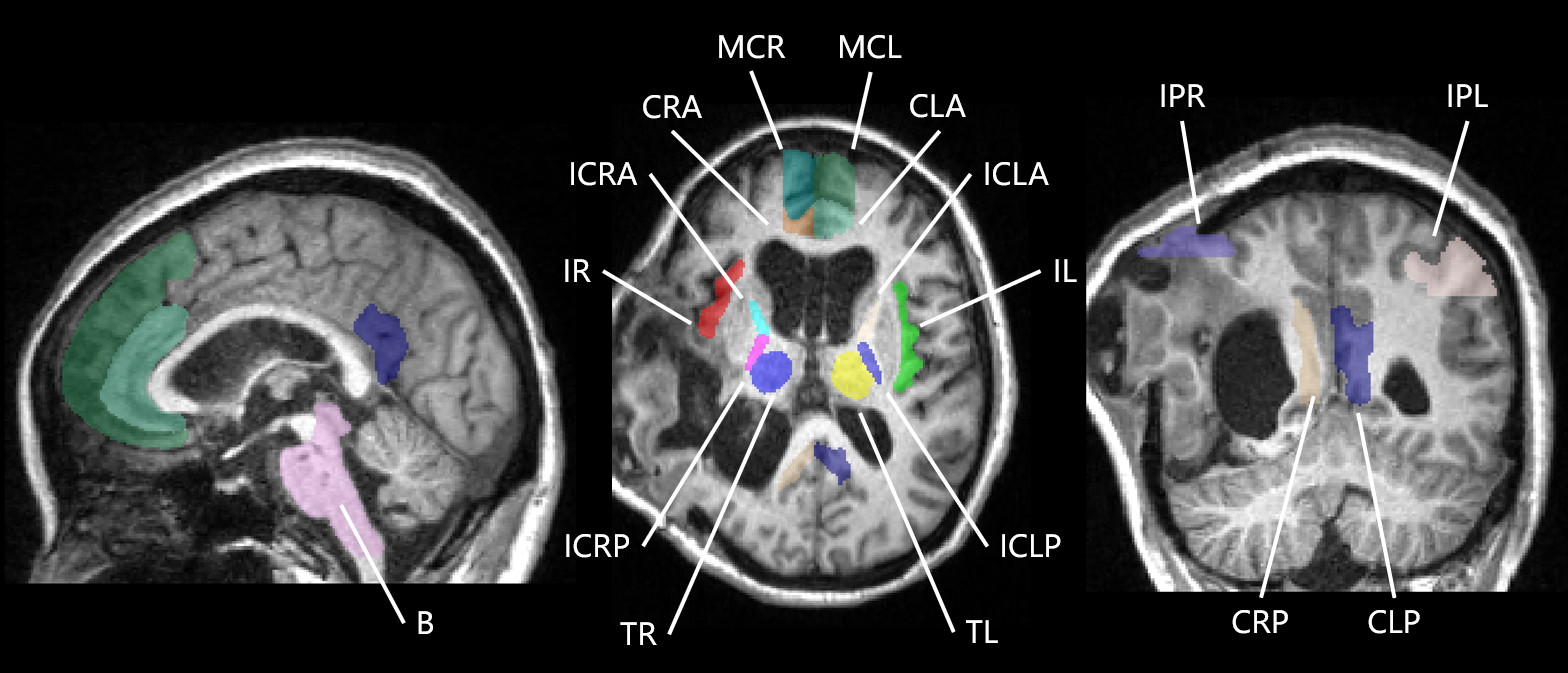 MCR MCL
CRA CLA
IPR IPL
ICRA ICLA
IR IL
ICRP ICLP
B TR TL CRP CLP